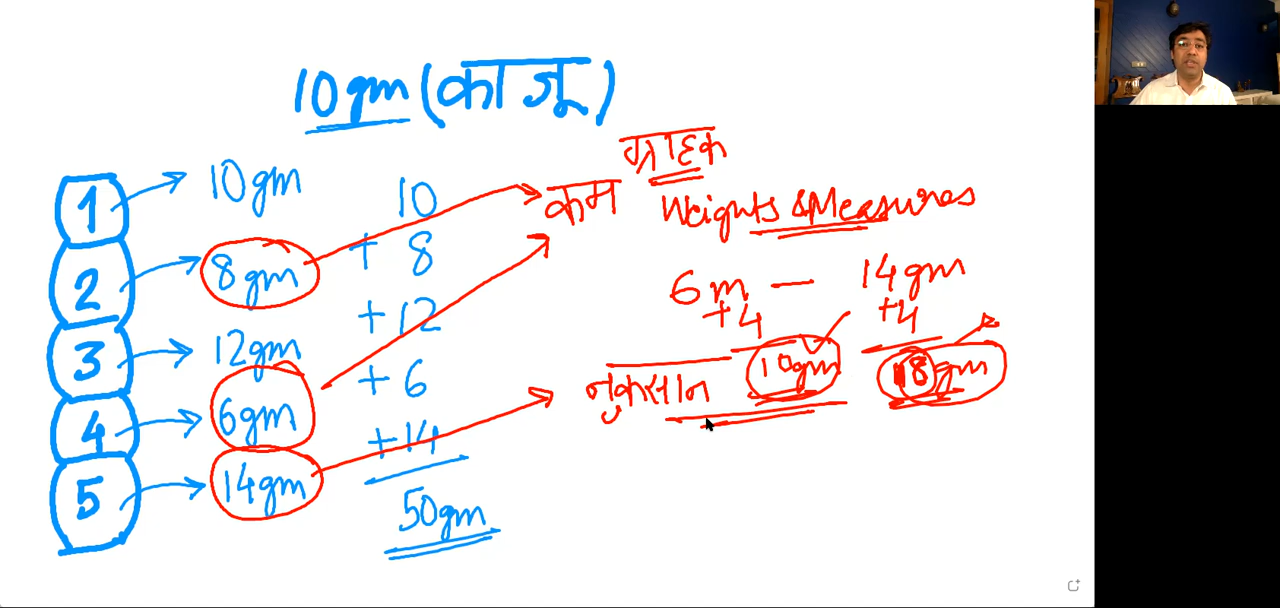 10gm (काजू)
ग्राहक
1 10gm 10 कम Weights & Measures
2 8gm + 8
6m — 14gm
+4 +4
3 12gm + 12
नुकसान 10gm 18gm
4 6gm + 6
5 14gm + 14
50gm